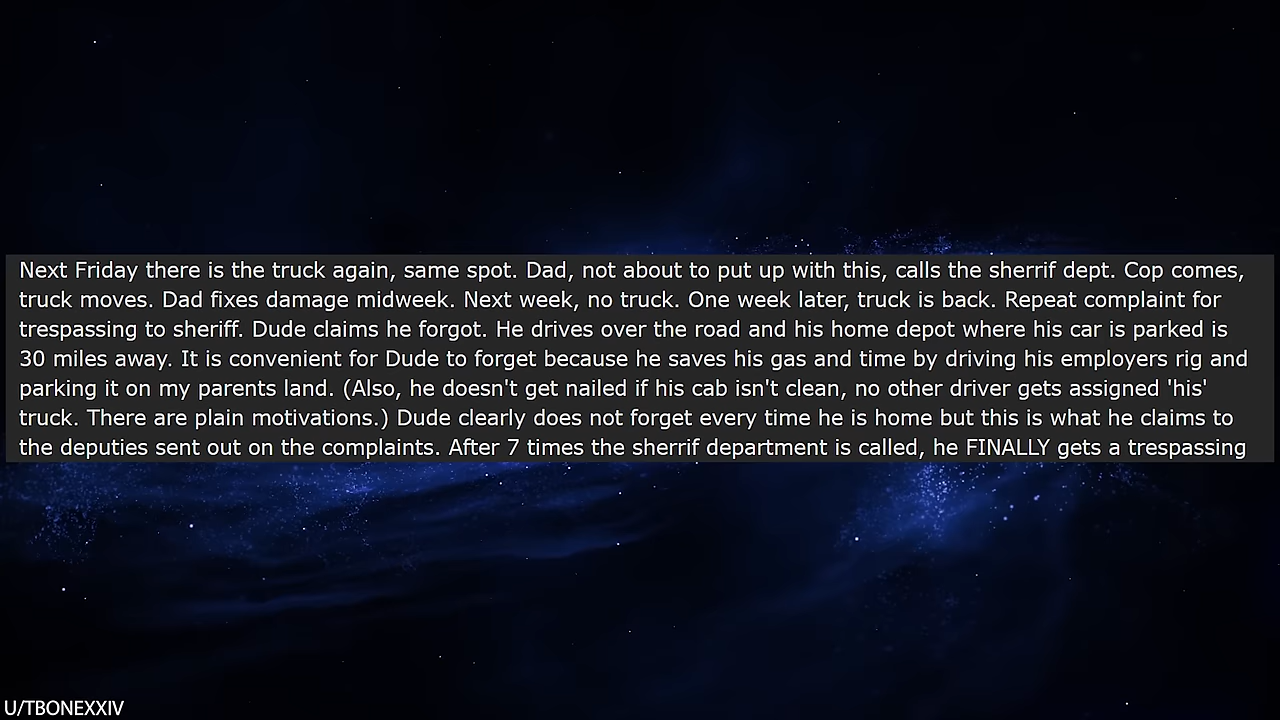 Next Friday there is the truck again, same spot. Dad, not about to put up with this, calls the sherrif dept. Cop comes,
truck moves. Dad fixes damage midweek. Next week, no truck. One week later, truck is back. Repeat complaint for
trespassing to sheriff. Dude claims he forgot. He drives over the road and his home depot where his car is parked is
30 miles away. It is convenient for Dude to forget because he saves his gas and time by driving his employers rig and
parking it on my parents land. (Also, he doesn't get nailed if his cab isn't clean, no other driver gets assigned 'his'
truck. There are plain motivations.) Dude clearly does not forget every time he is home but this is what he claims to
the deputies sent out on the complaints. After 7 times the sherrif department is called, he FINALLY gets a trespassing
U/TBONEXXIV